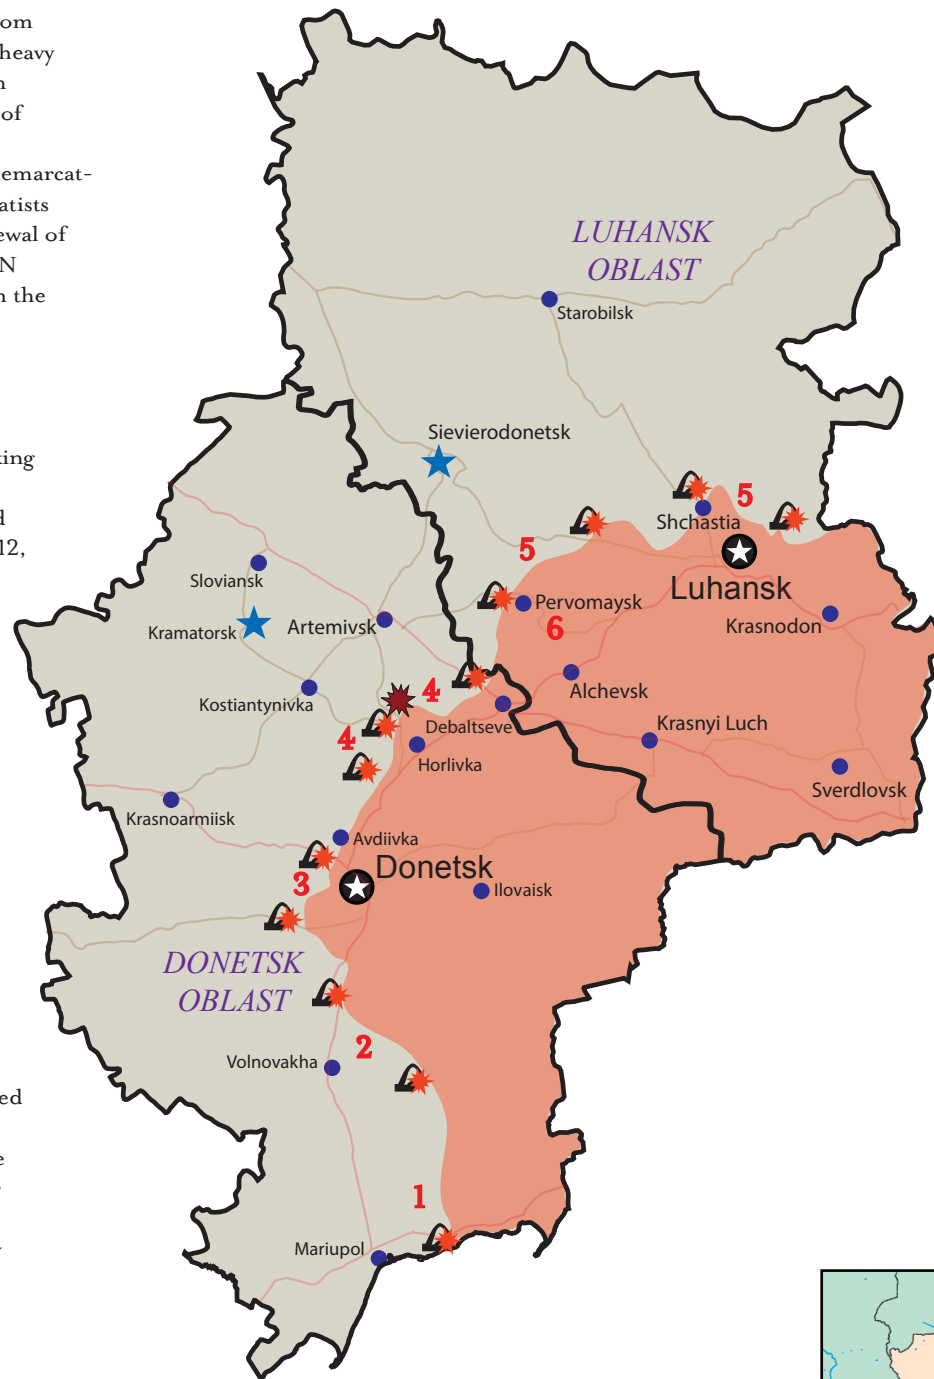 om
heavy
n
of
lemarcat-
atists
ewal of
N
n the
king
d
12,
ed
e
LUHANSK
OBLAST
Starobilsk
Sievierodonetsk
5
Shchastia
5
Luhansk
Sloviansk
Kramatorsk
Artemivsk
Pervomaysk
6
Krasnodon
Kostiantynivka
4
Alchevsk
Debaltseve
Krasnyi Luch
4
Horlivka
Sverdlovsk
Krasnoarmiisk
Avdiivka
Donetsk
3
Ilovaisk
DONETSK
OBLAST
2
Volnovakha
1
Mariupol